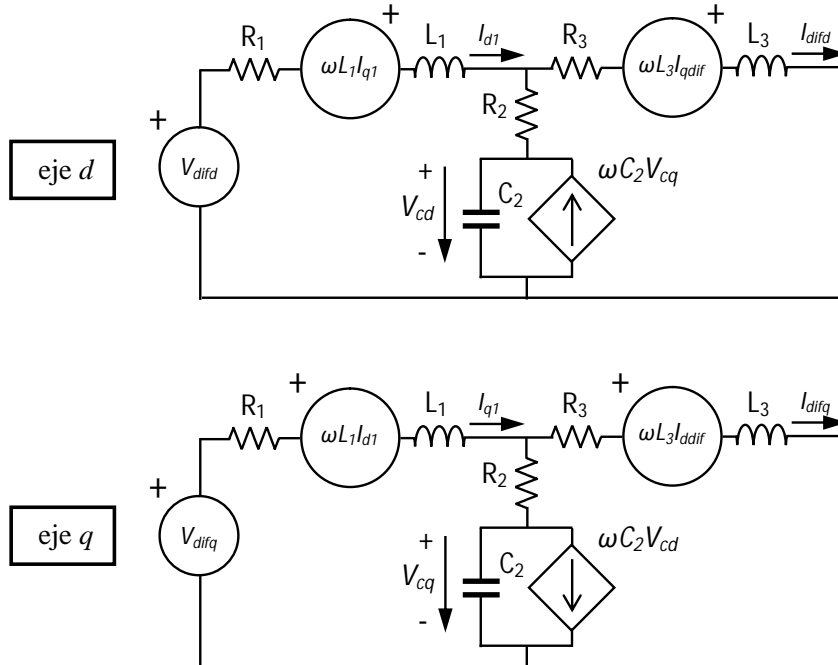 R1
+
ωL1Iq1
L1
Id1
R3
+
ωL3Iqdif
L3
Idifd
+
Vdifd
eje d
R2
+
Vcd
-
C2
ωC2Vcq
R1
+
ωL1Id1
L1
Iq1
R3
+
ωL3Iddif
L3
Idifq
+
Vdifq
eje q
R2
+
Vcq
-
C2
ωC2Vcd